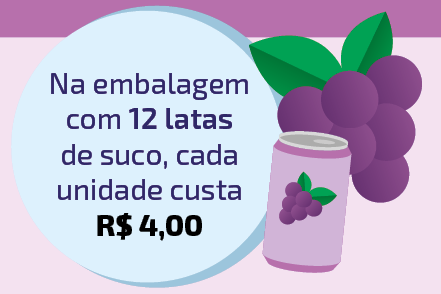 Na embalagem
com 12 latas
de suco, cada
unidade custa
R$ 4,00